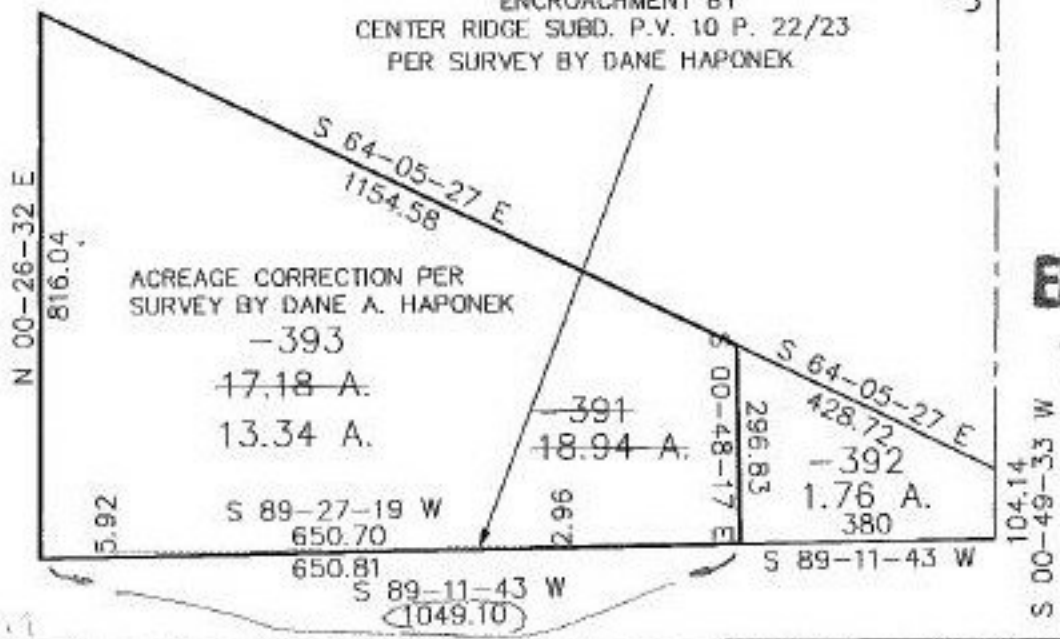 ENCROACHMENT BY
CENTER RIDGE SUBD. P.V. 10 P. 22/23
PER SURVEY BY DANE HAPONEK
S 64-05-27 E
1154.58
N 00-26-32 E
816.04
ACREAGE CORRECTION PER
SURVEY BY DANE A. HAPONEK
-393
17.18 A.
13.34 A.
-391
18.94 A.
S 00-48-17 E
296.83
S 64-05-27 E
428.72
-392
1.76 A.
380
104.14
S 00-49-33 W
5.92
S 89-27-19 W
650.70
2.96
650.81
S 89-11-43 W
1049.10
S 89-11-43 W